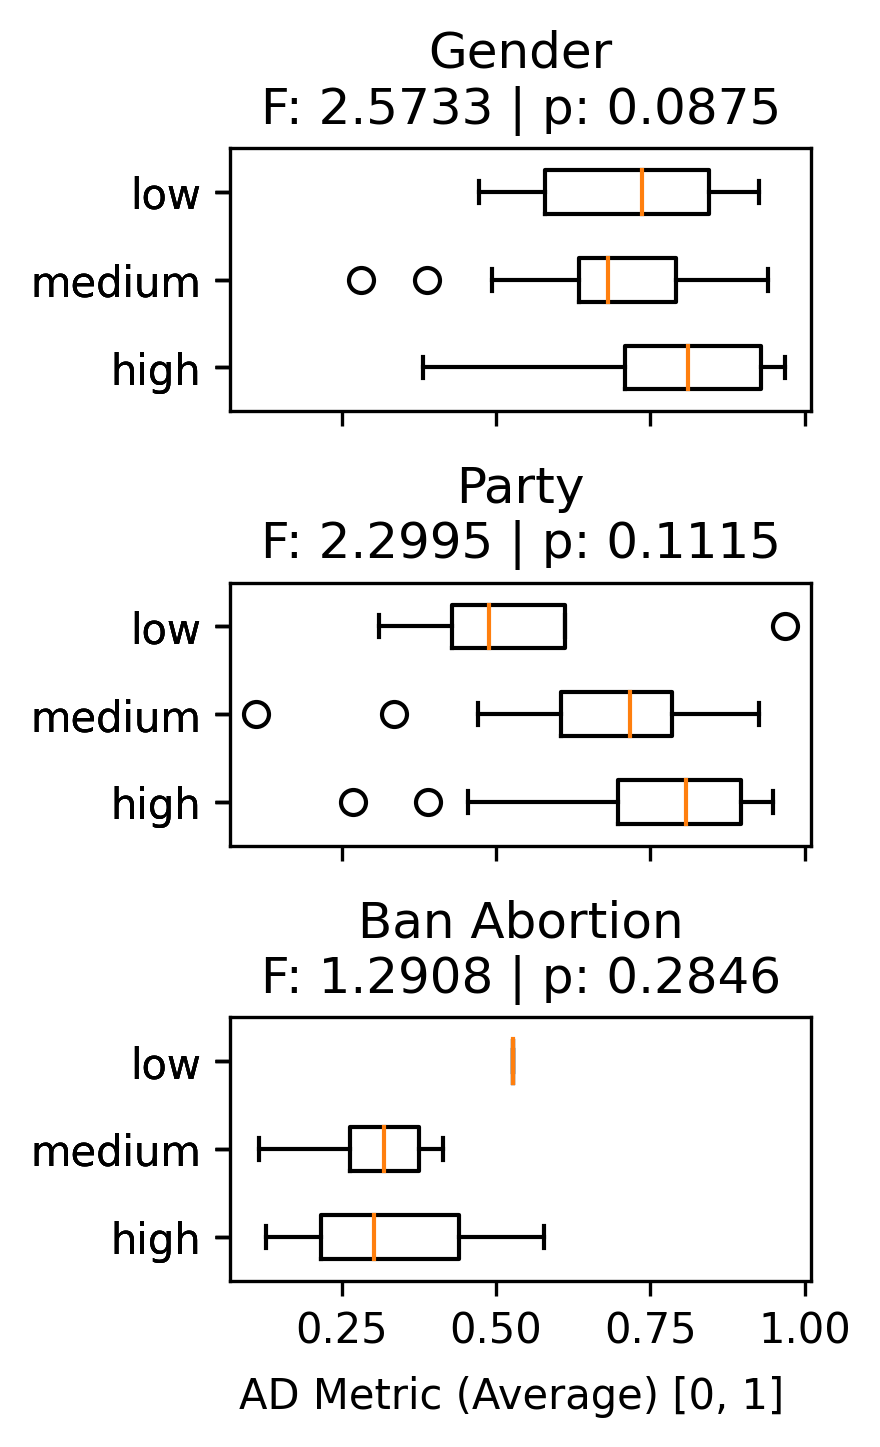 Gender
F: 2.5733 | p: 0.0875
low
medium
high
Party
F: 2.2995 | p: 0.1115
low
medium
high
Ban Abortion
F: 1.2908 | p: 0.2846
low
medium
high
0.25 0.50 0.75 1.00
AD Metric (Average) [0, 1]